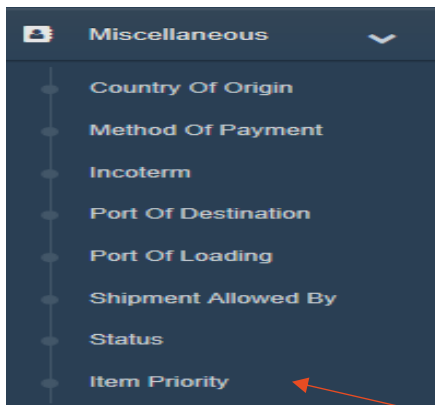 Miscellaneous
Country Of Origin
Method Of Payment
Incoterm
Port Of Destination
Port Of Loading
Shipment Allowed By
Status
Item Priority